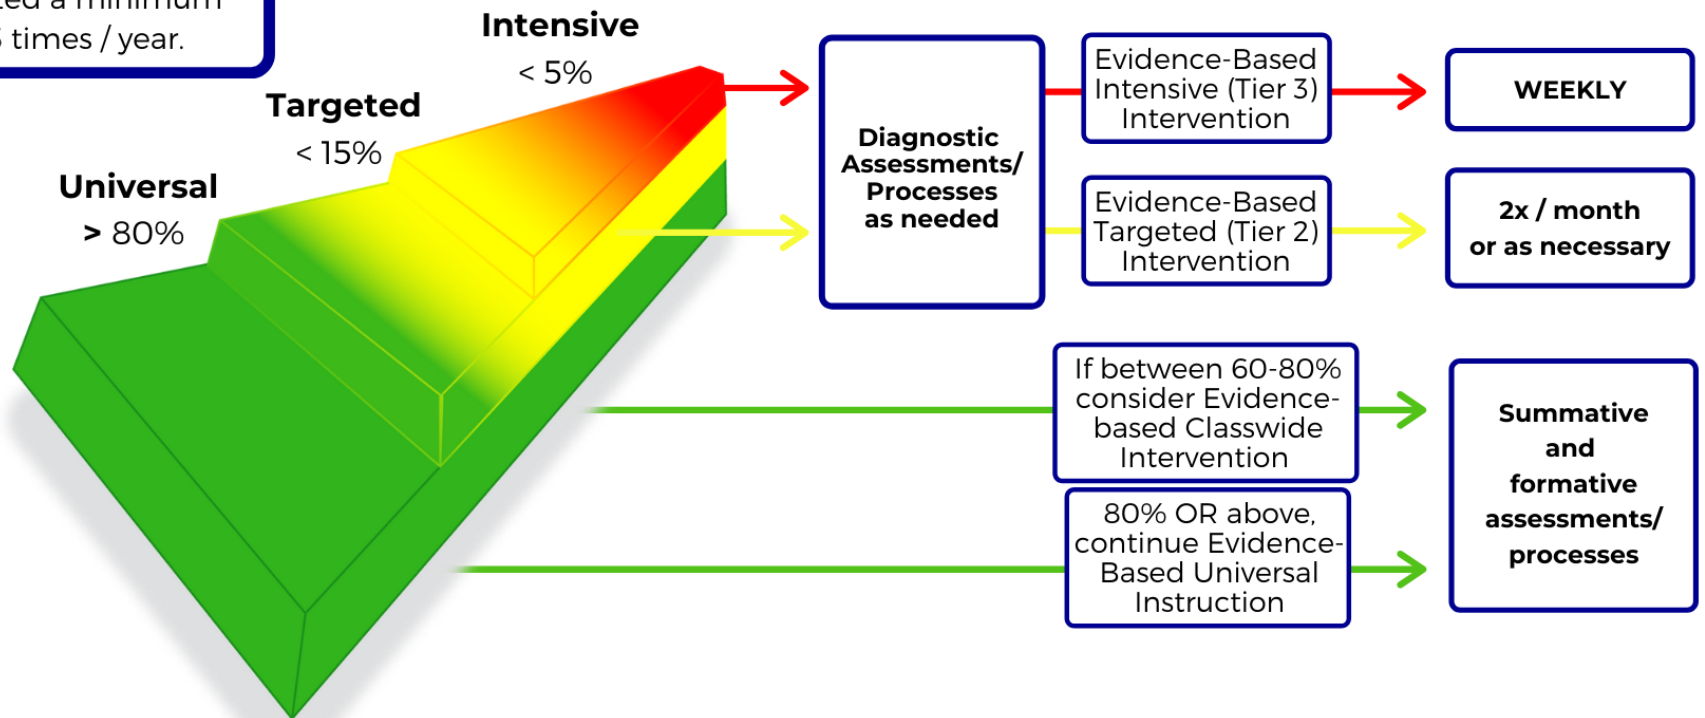 a minimum
times / year.
Intensive
< 5%
Targeted
< 15%
Universal
> 80%
Diagnostic
Assessments/
Processes
as needed
Evidence-Based
Intensive (Tier 3)
Intervention
WEEKLY
Evidence-Based
Targeted (Tier 2)
Intervention
2x / month
or as necessary
If between 60-80%
consider Evidence-
based Classwide
Intervention
80% OR above,
continue Evidence-
Based Universal
Instruction
Summative
and
formative
assessments/
processes